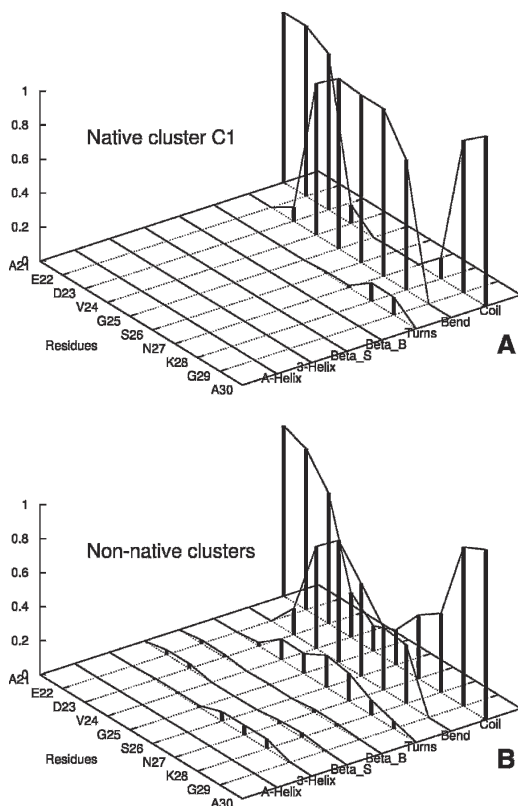 1
0.8
Native cluster C1
0.6
0.4
0.2
0
A21
E22
D23
V24
G25
S26
N27
K28
G29
A30
Residues
A-Helix
3-Helix
Beta_S
Beta_B
Turns
Bend
Coil
A
1
0.8
Non-native clusters
0.6
0.4
0.2
0
A21
E22
D23
V24
G25
S26
N27
K28
G29
A30
Residues
A-Helix
3-Helix
Beta_S
Beta_B
Turns
Bend
Coil
B